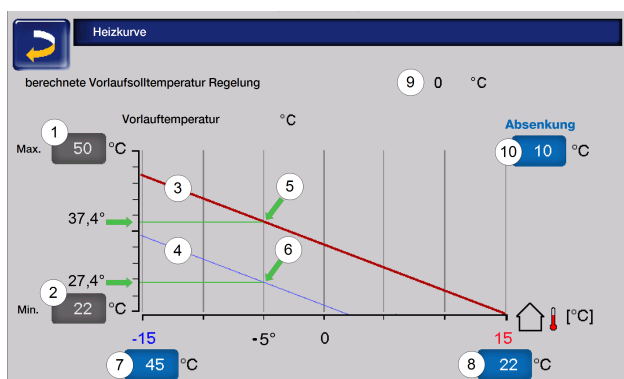 Heizkurve
berechnete Vorlaufsolltemperatur Regelung 9 0 °C
Vorlauftemperatur °C
Absenkung
1
Max. 50 °C
10 10 °C
3
5
37,4°
4
6
27,4°
2
Min. 22 °C
[°C]
-15 -5° 0 15
7 45 °C
8 22 °C